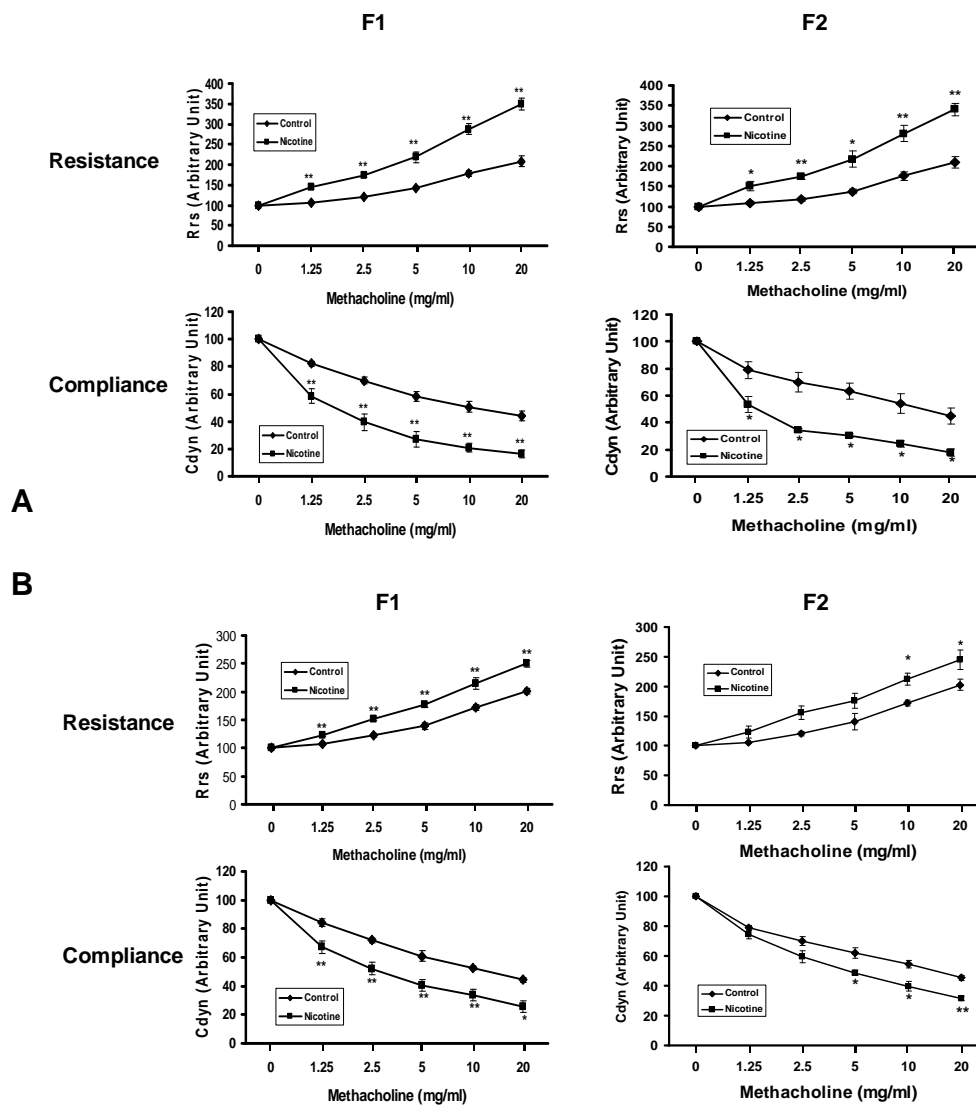 F1
F2
Resistance
Rrs (Arbitrary Unit)
400
350
300
250
200
150
100
50
0
Control
Nicotine
**
**
**
**
**
0 1.25 2.5 5 10 20
Methacholine (mg/ml)
Rrs (Arbitrary Unit)
400
350
300
250
200
150
100
50
0
Control
Nicotine
*
**
*
**
**
0 1.25 2.5 5 10 20
Methacholine (mg/ml)
Compliance
Cdyn (Arbitrary Unit)
120
100
80
60
40
20
0
Control
Nicotine
**
**
**
**
**
0 1.25 2.5 5 10 20
Methacholine (mg/ml)
Cdyn (Arbitrary Unit)
120
100
80
60
40
20
0
Control
Nicotine
*
*
*
*
*
0 1.25 2.5 5 10 20
Methacholine (mg/ml)
A
B
F1
F2
Resistance
Rrs (Arbitrary Unit)
300
250
200
150
100
50
0
Control
Nicotine
**
**
**
**
**
0 1.25 2.5 5 10 20
Methacholine (mg/ml)
Rrs (Arbitrary Unit)
300
250
200
150
100
50
0
Control
Nicotine
*
*
0 1.25 2.5 5 10 20
Methacholine (mg/ml)
Compliance
Cdyn (Arbitrary Unit)
120
100
80
60
40
20
0
Control
Nicotine
**
**
**
**
*
0 1.25 2.5 5 10 20
Methacholine (mg/ml)
Cdyn (Arbitrary Unit)
120
100
80
60
40
20
0
Control
Nicotine
*
*
**
0 1.25 2.5 5 10 20
Methacholine (mg/ml)